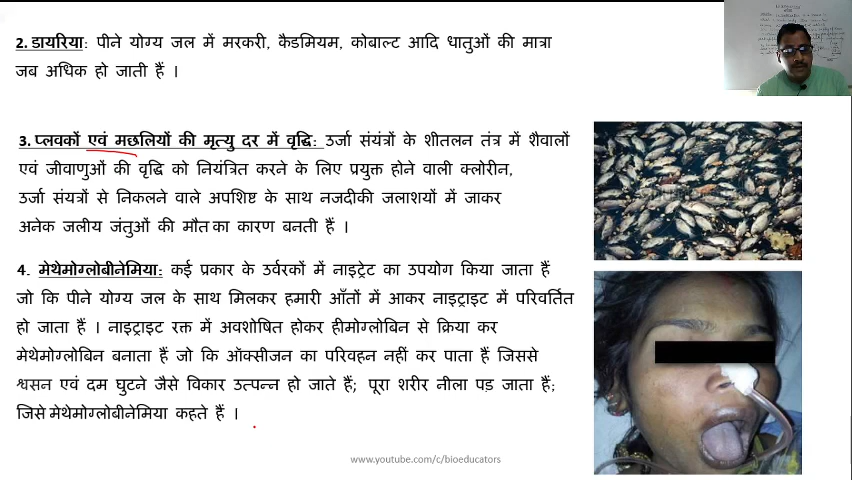 2. डायरिया: पीने योग्य जल में मरकरी, कैडमियम, कोबाल्ट आदि धातुओं की मात्रा
जब अधिक हो जाती हैं ।
3. प्लवकों एवं मछलियों की मृत्यु दर में वृद्धि: उर्जा संयंत्रों के शीतलन तंत्र में शैवालों
एवं जीवाणुओं की वृद्धि को नियंत्रित करने के लिए प्रयुक्त होने वाली क्लोरीन,
उर्जा संयत्रों से निकलने वाले अपशिष्ट के साथ नजदीकी जलाशयों में जाकर
अनेक जलीय जंतुओं की मौत का कारण बनती हैं ।
4. मेथेमोग्लोबीनेमिया: कई प्रकार के उर्वरकों में नाइट्रेट का उपयोग किया जाता हैं
जो कि पीने योग्य जल के साथ मिलकर हमारी आँतों में आकर नाइट्राइट में परिवर्तित
हो जाता हैं । नाइट्राइट रक्त में अवशोषित होकर हीमोग्लोबिन से क्रिया कर
मेथेमोग्लोबिन बनाता हैं जो कि ऑक्सीजन का परिवहन नहीं कर पाता हैं जिससे
श्वसन एवं दम घुटने जैसे विकार उत्पन्न हो जाते हैं; पूरा शरीर नीला पड़ जाता हैं;
जिसे मेथेमोग्लोबीनेमिया कहते हैं ।
www.youtube.com/c/bioeducators